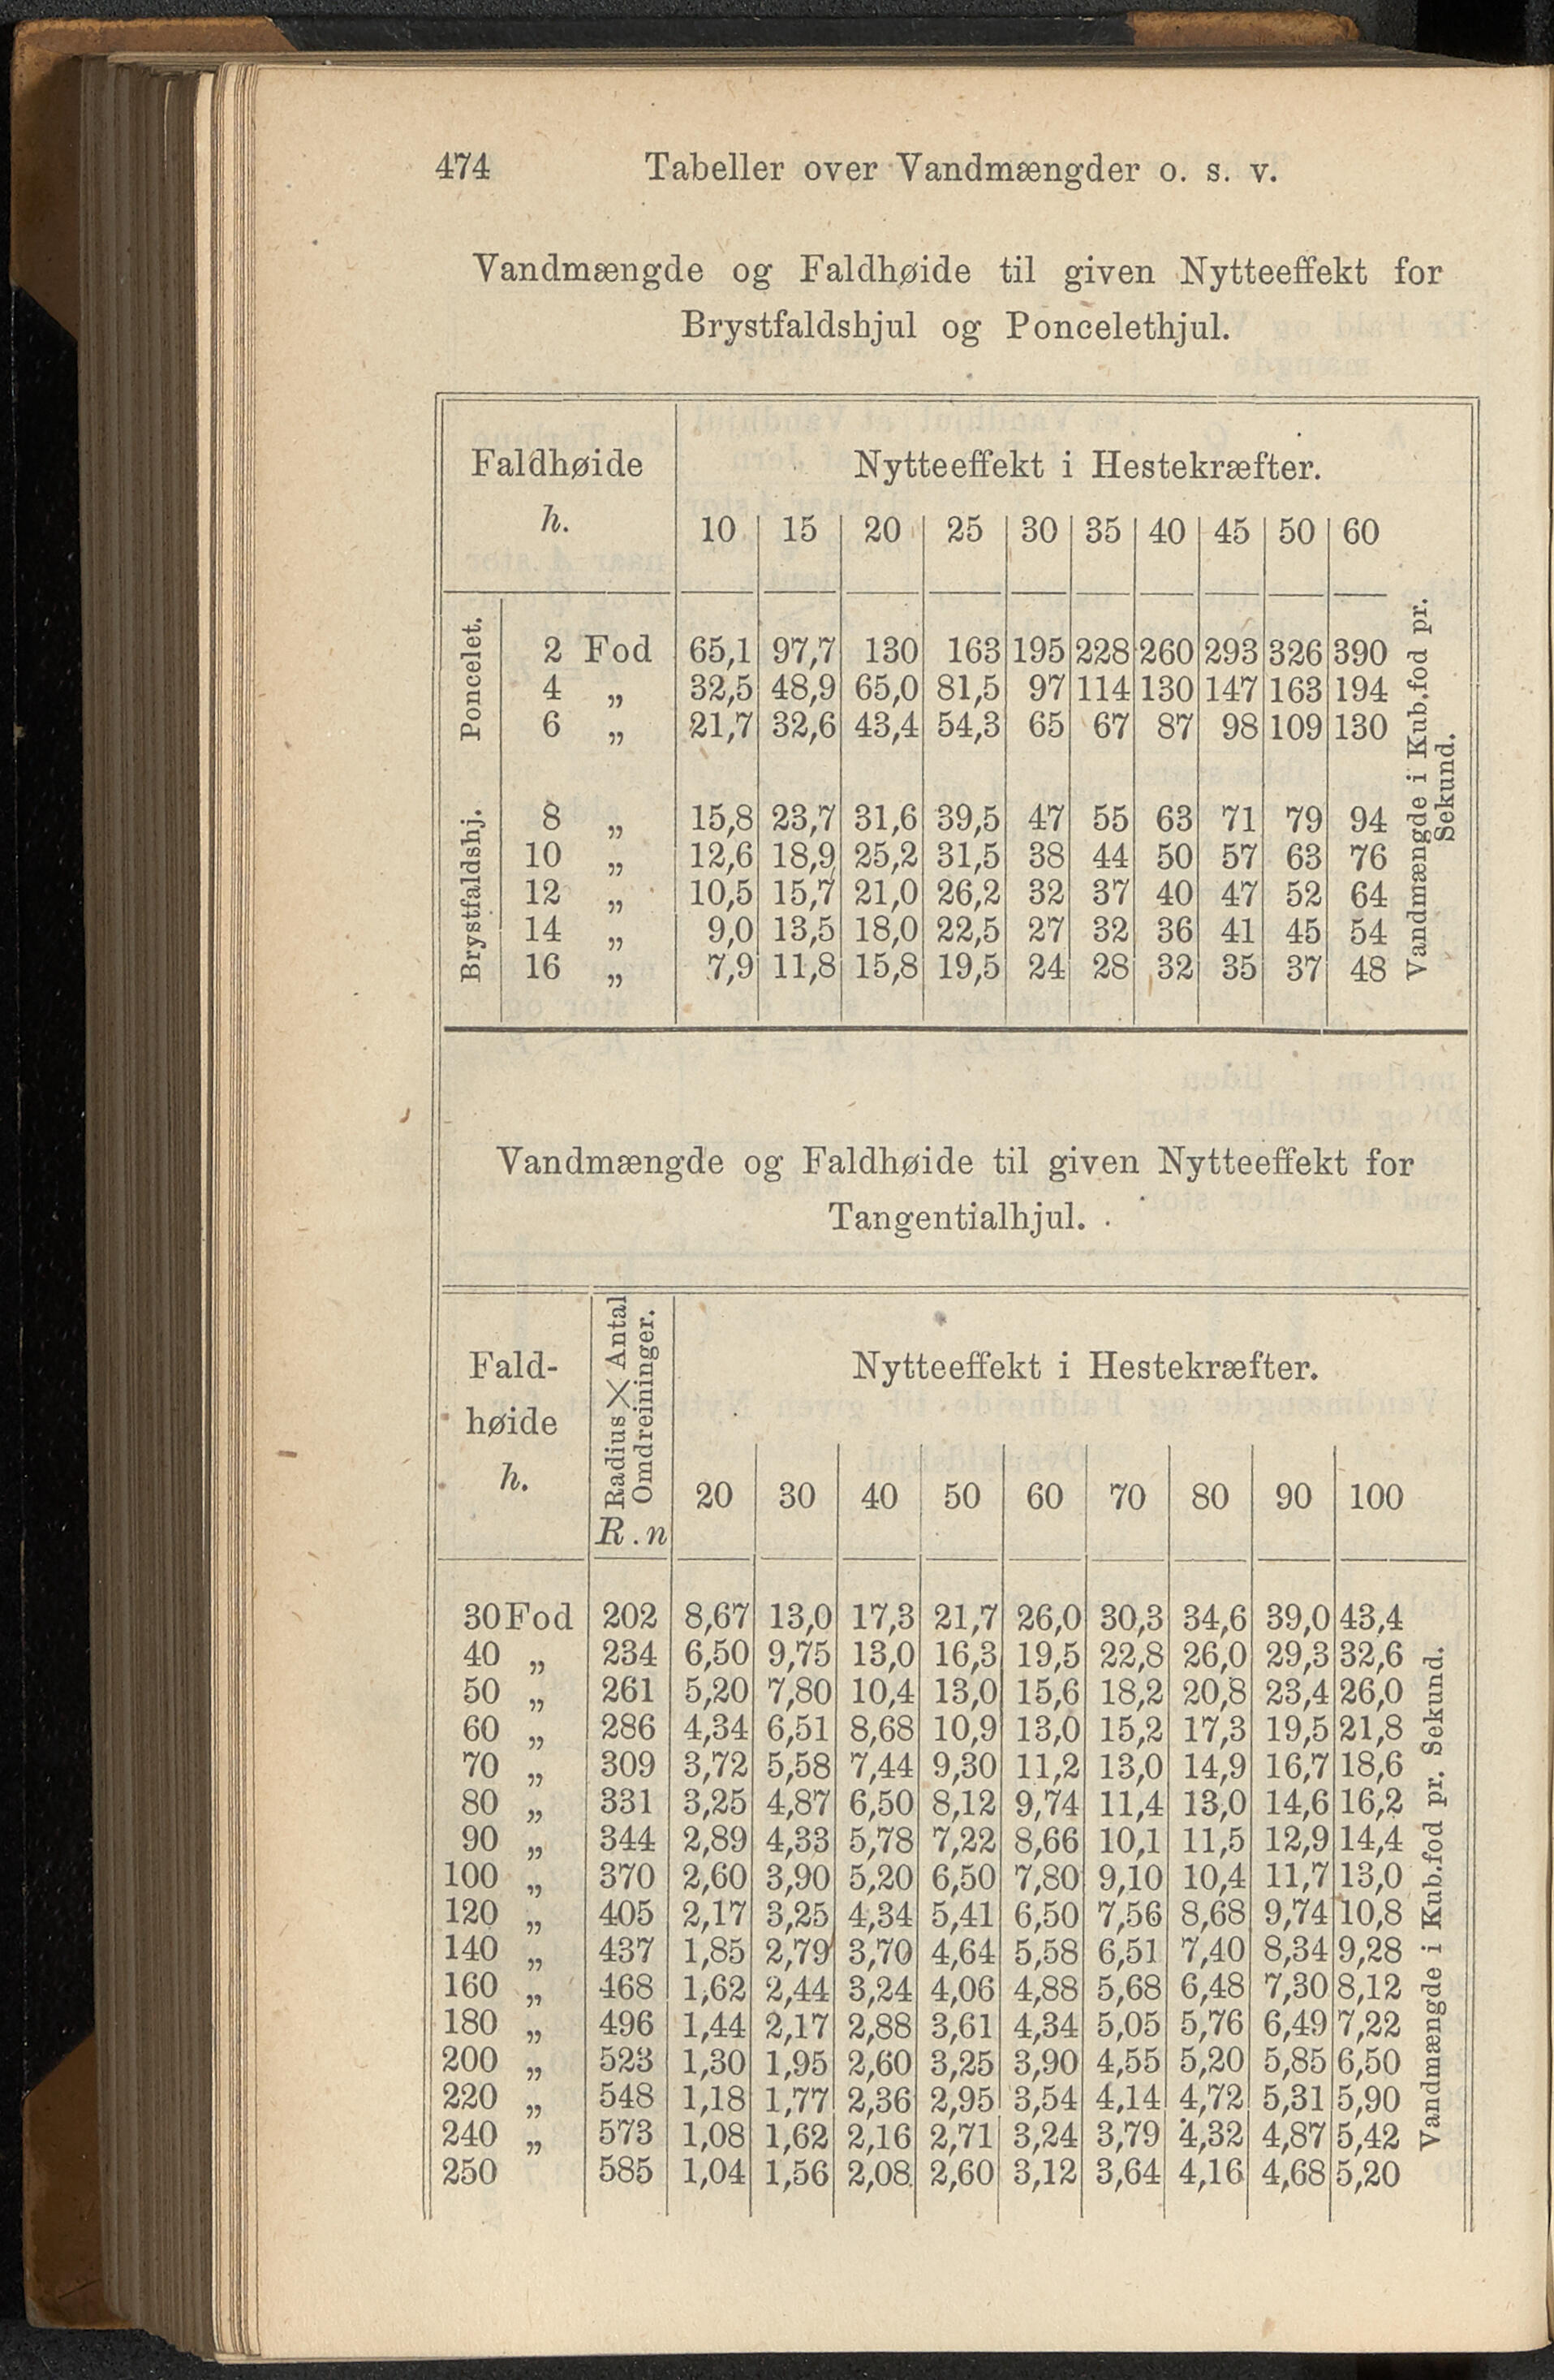 474 Tabeller over Vandmængder o. s. v.
Vandmængde og Faldhøide til given Nytteeffekt for
Brystfaldshjul og Poncelethjul.
Faldhøide Nytteeffekt i Hestekræfter.
h. 10 15 20 25 30 35 40 45 50 60
Poncelet.
2 Fod 65,1 97,7 130 163 195 228 260 293 326 390
4 „ 32,5 48,9 65,0 81,5 97 114 130 147 163 194
6 „ 21,7 32,6 43,4 54,3 65 67 87 98 109 130
Brystfaldshj.
8 „ 15,8 23,7 31,6 39,5 47 55 63 71 79 94
10 „ 12,6 18,9 25,2 31,5 38 44 50 57 63 76
12 „ 10,5 15,7 21,0 26,2 32 37 40 47 52 64
14 „ 9,0 13,5 18,0 22,5 27 32 36 41 45 54
16 „ 7,9 11,8 15,8 19,5 24 28 32 35 37 48
Vandmængde i Kub.fod pr.
Sekund.
Vandmængde og Faldhøide til given Nytteeffekt for
Tangentialhjul.
Fald-
høide
h.
Radius × Antal
Omdreininger.
R . n
Nytteeffekt i Hestekræfter.
20 30 40 50 60 70 80 90 100
30 Fod 202 8,67 13,0 17,3 21,7 26,0 30,3 34,6 39,0 43,4
40 „ 234 6,50 9,75 13,0 16,3 19,5 22,8 26,0 29,3 32,6
50 „ 261 5,20 7,80 10,4 13,0 15,6 18,2 20,8 23,4 26,0
60 „ 286 4,34 6,51 8,68 10,9 13,0 15,2 17,3 19,5 21,8
70 „ 309 3,72 5,58 7,44 9,30 11,2 13,0 14,9 16,7 18,6
80 „ 331 3,25 4,87 6,50 8,12 9,74 11,4 13,0 14,6 16,2
90 „ 344 2,89 4,33 5,78 7,22 8,66 10,1 11,5 12,9 14,4
100 „ 370 2,60 3,90 5,20 6,50 7,80 9,10 10,4 11,7 13,0
120 „ 405 2,17 3,25 4,34 5,41 6,50 7,56 8,68 9,74 10,8
140 „ 437 1,85 2,79 3,70 4,64 5,58 6,51 7,40 8,34 9,28
160 „ 468 1,62 2,44 3,24 4,06 4,88 5,68 6,48 7,30 8,12
180 „ 496 1,44 2,17 2,88 3,61 4,34 5,05 5,76 6,49 7,22
200 „ 523 1,30 1,95 2,60 3,25 3,90 4,55 5,20 5,85 6,50
220 „ 548 1,18 1,77 2,36 2,95 3,54 4,14 4,72 5,31 5,90
240 „ 573 1,08 1,62 2,16 2,71 3,24 3,79 4,32 4,87 5,42
250 585 1,04 1,56 2,08 2,60 3,12 3,64 4,16 4,68 5,20
Vandmængde i Kub.fod pr. Sekund.